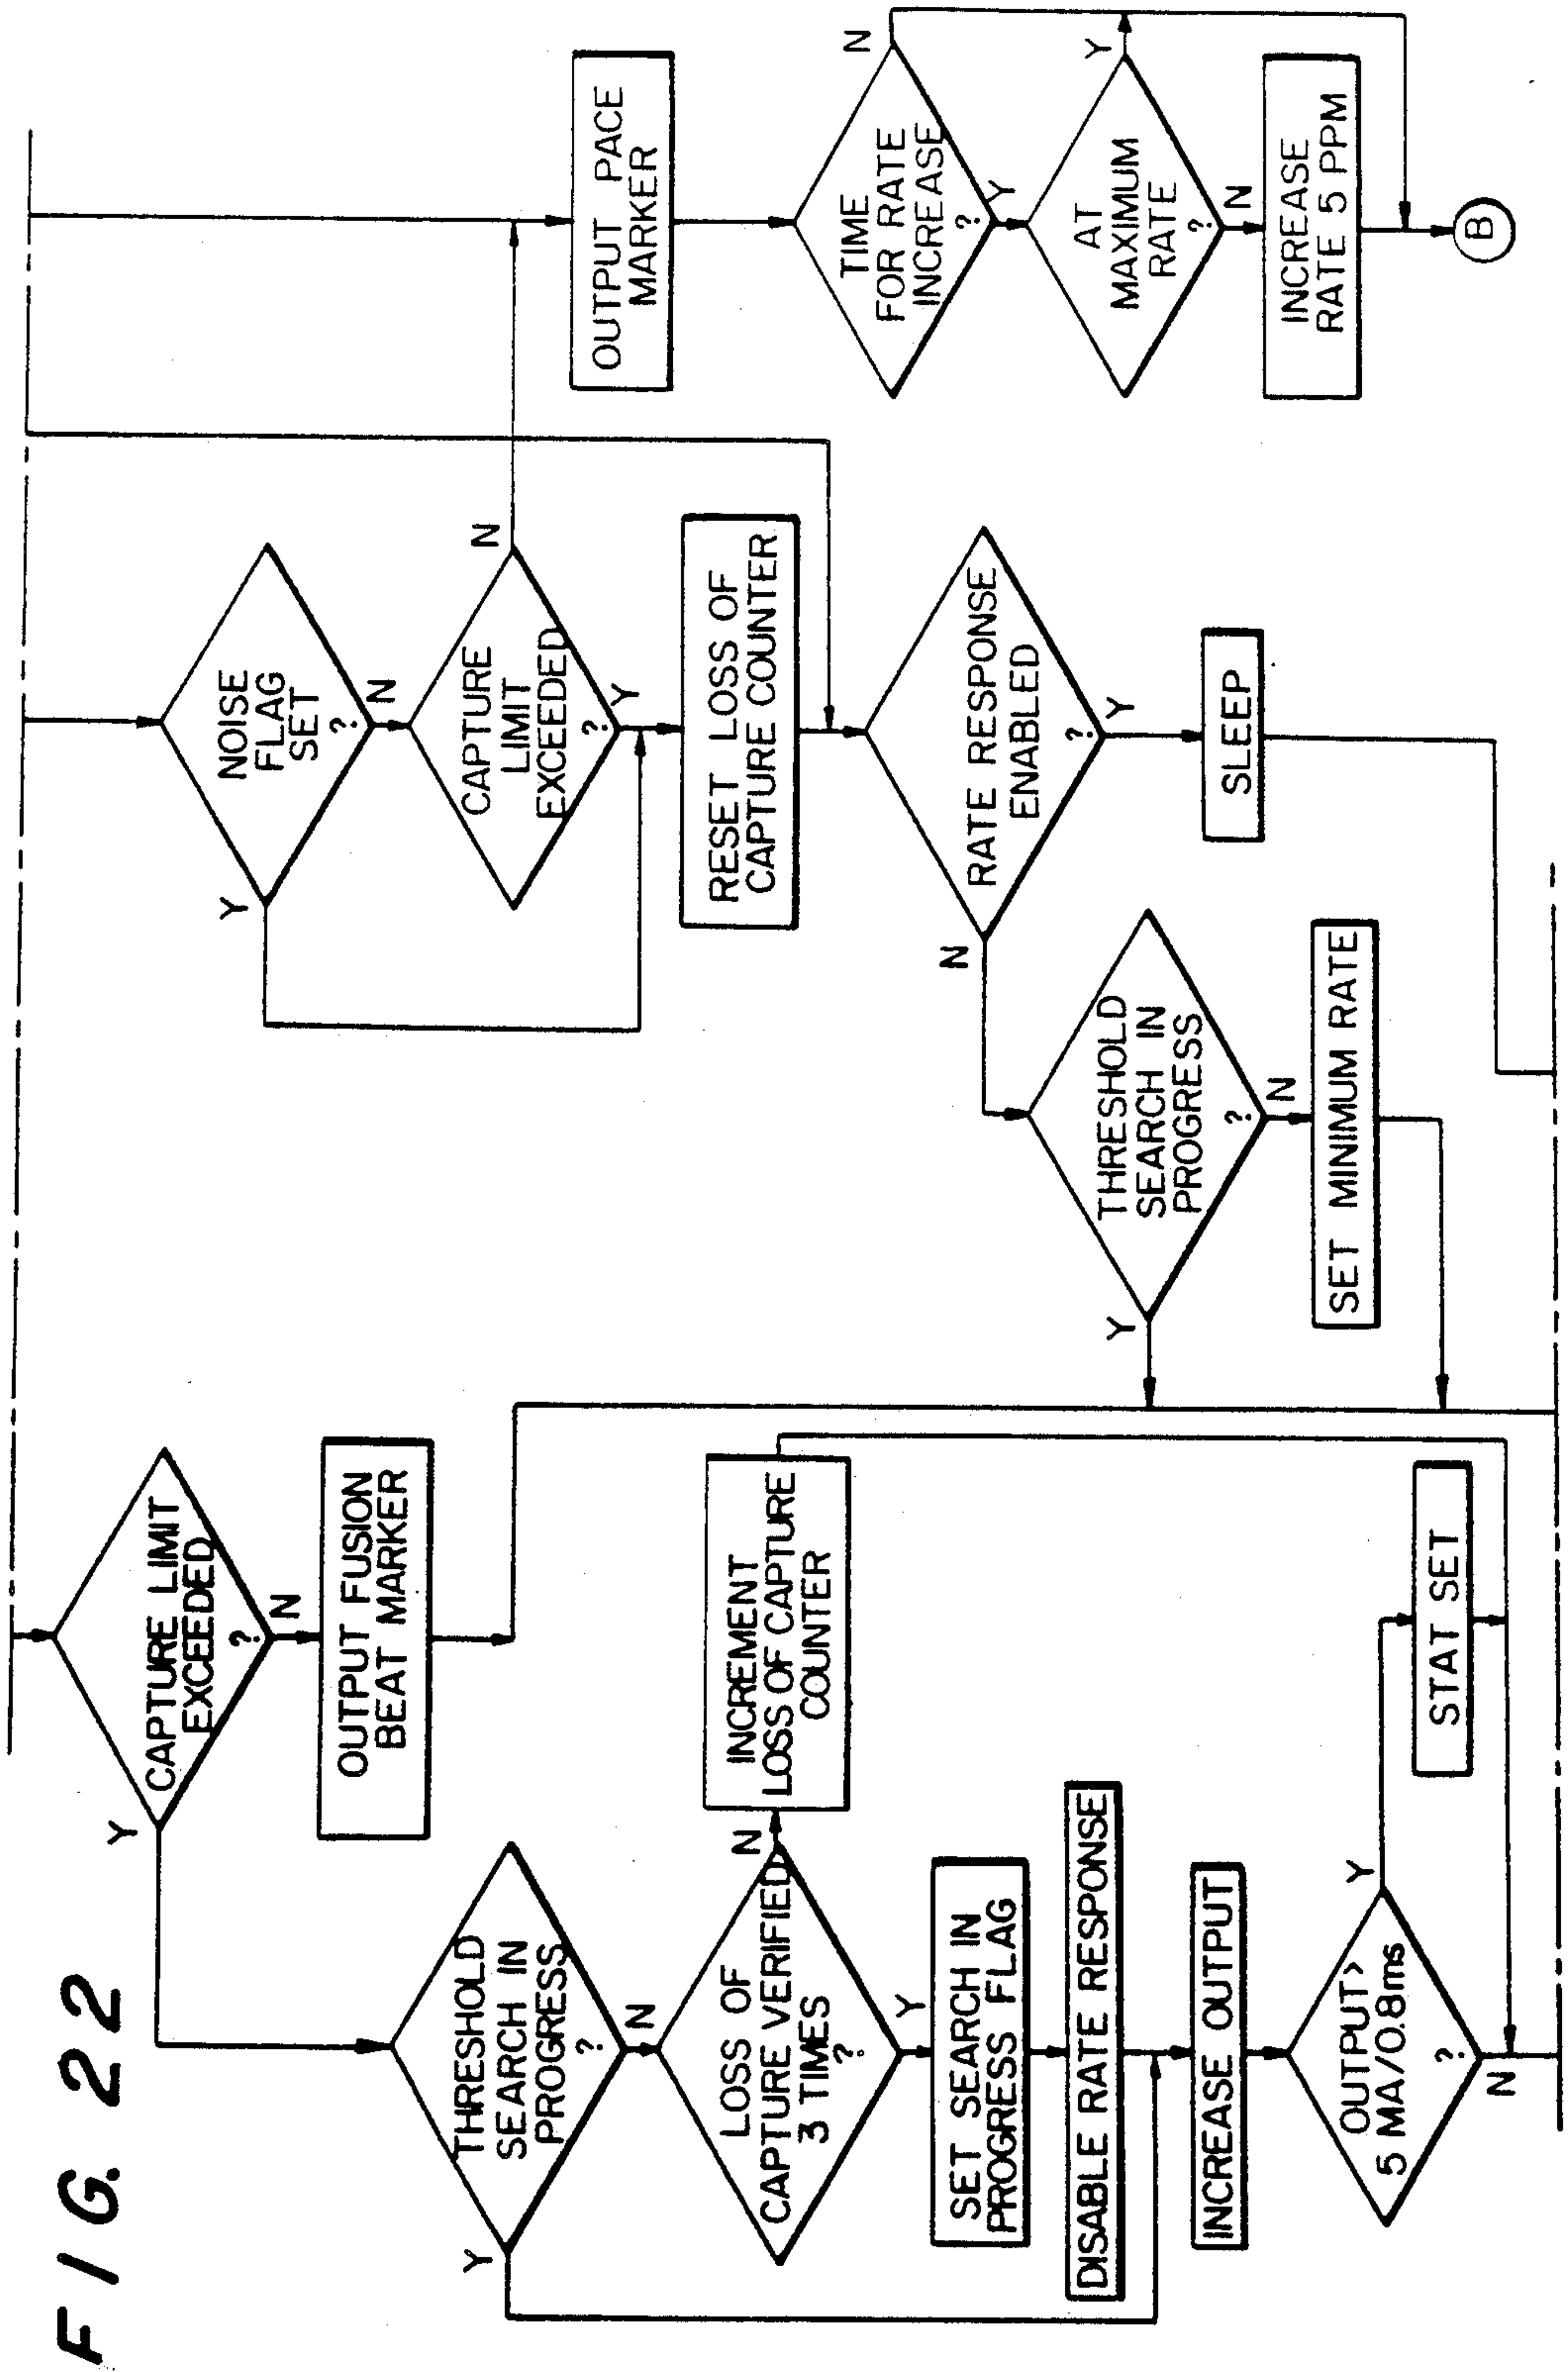 FIG. 22
CAPTURE LIMIT
EXCEEDED
?
Y
N
OUTPUT FUSION
BEAT MARKER
THRESHOLD
SEARCH IN
PROGRESS
?
Y
N
LOSS OF
CAPTURE VERIFIED
3 TIMES
?
N
Y
INCREMENT
LOSS OF CAPTURE
COUNTER
SET SEARCH IN
PROGRESS FLAG
DISABLE RATE RESPONSE
INCREASE OUTPUT
OUTPUT>
5 MA/0.8ms
?
Y
N
STAT SET
NOISE
FLAG
SET
?
Y
N
CAPTURE
LIMIT
EXCEEDED
?
N
Y
RESET LOSS OF
CAPTURE COUNTER
RATE RESPONSE
ENABLED
?
N
Y
SLEEP
THRESHOLD
SEARCH IN
PROGRESS
?
Y
N
SET MINIMUM RATE
OUTPUT PACE
MARKER
TIME
FOR RATE
INCREASE
?
N
Y
AT
MAXIMUM
RATE
?
Y
N
INCREASE
RATE 5 PPM
B